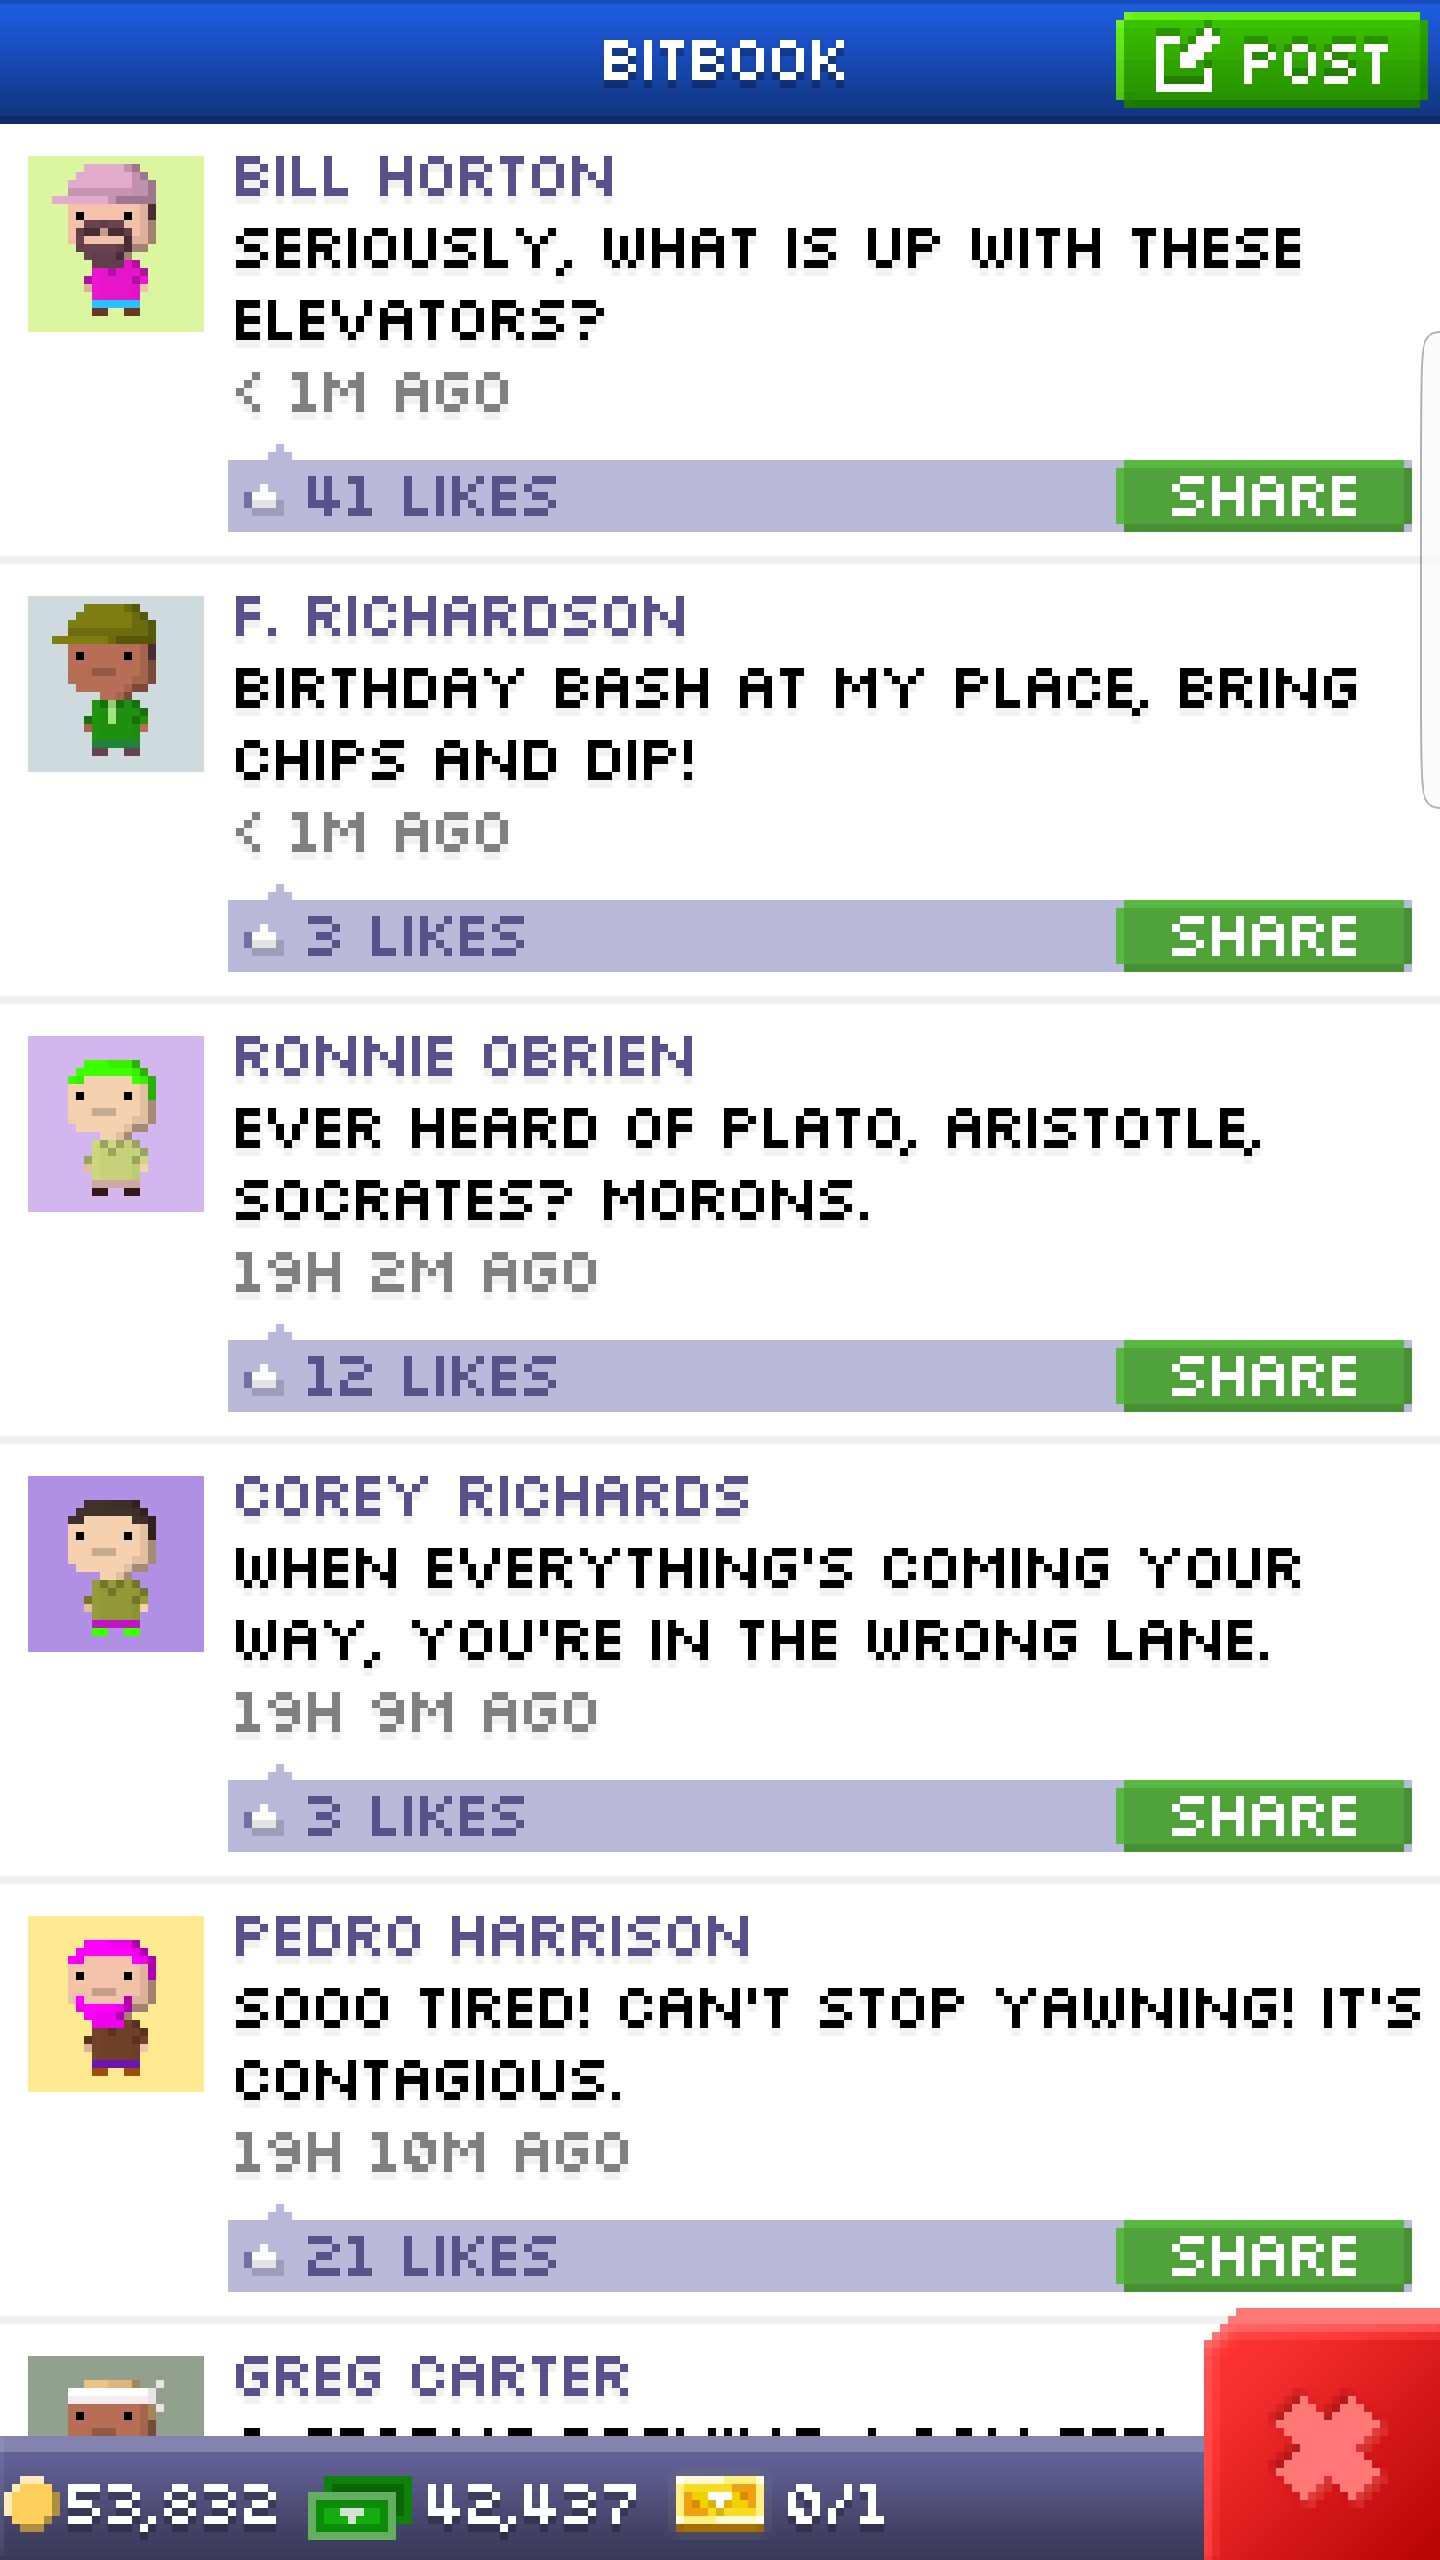 BITBOOK
POST
BILL HORTON
SERIOUSLY, WHAT IS UP WITH THESE
ELEVATORS?
< 1M AGO
41 LIKES
SHARE
F. RICHARDSON
BIRTHDAY BASH AT MY PLACE, BRING
CHIPS AND DIP!
< 1M AGO
3 LIKES
SHARE
RONNIE OBRIEN
EVER HEARD OF PLATO, ARISTOTLE,
SOCRATES? MORONS.
19H 2M AGO
12 LIKES
SHARE
COREY RICHARDS
WHEN EVERYTHING'S COMING YOUR
WAY, YOU'RE IN THE WRONG LANE.
19H 9M AGO
3 LIKES
SHARE
PEDRO HARRISON
SOOO TIRED! CAN'T STOP YAWNING! IT'S
CONTAGIOUS.
19H 10M AGO
21 LIKES
SHARE
GREG CARTER
53,832
42,437
0/1